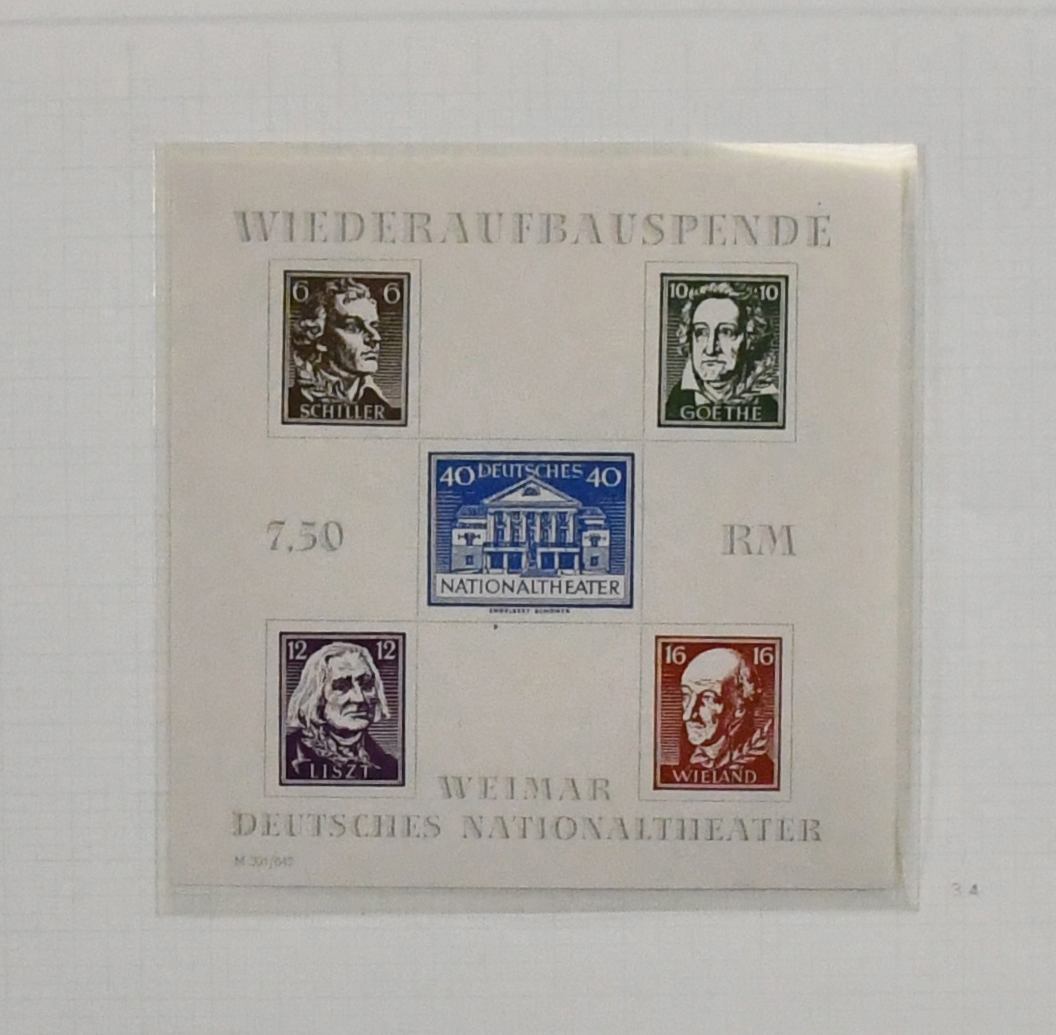 WIEDERAUFBAUSPENDE
6 6
SCHILLER
10 10
GOETHE
40 DEUTSCHES 40
NATIONALTHEATER
7,50 RM
12 12
LISZT
16 16
WIELAND
WEIMAR
DEUTSCHES NATIONALTHEATER
34